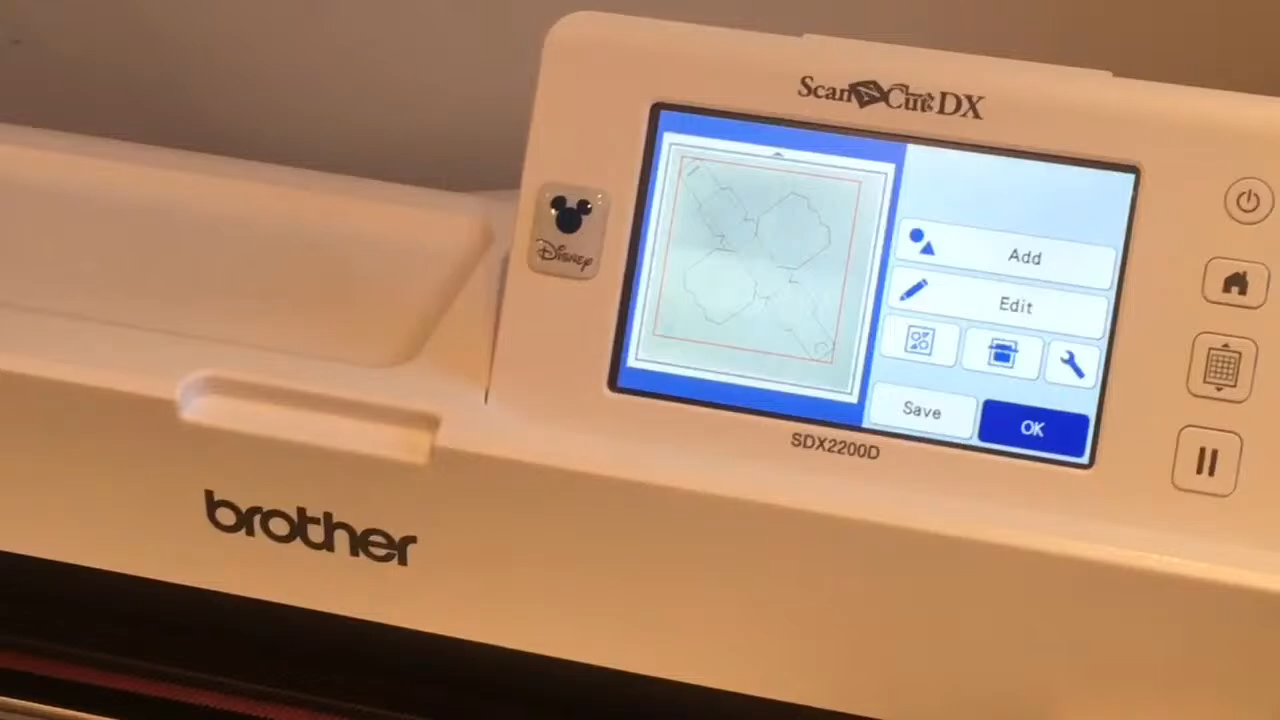 ScanNCut DX
Disney
Add
Edit
Save
OK
SDX2200D
brother